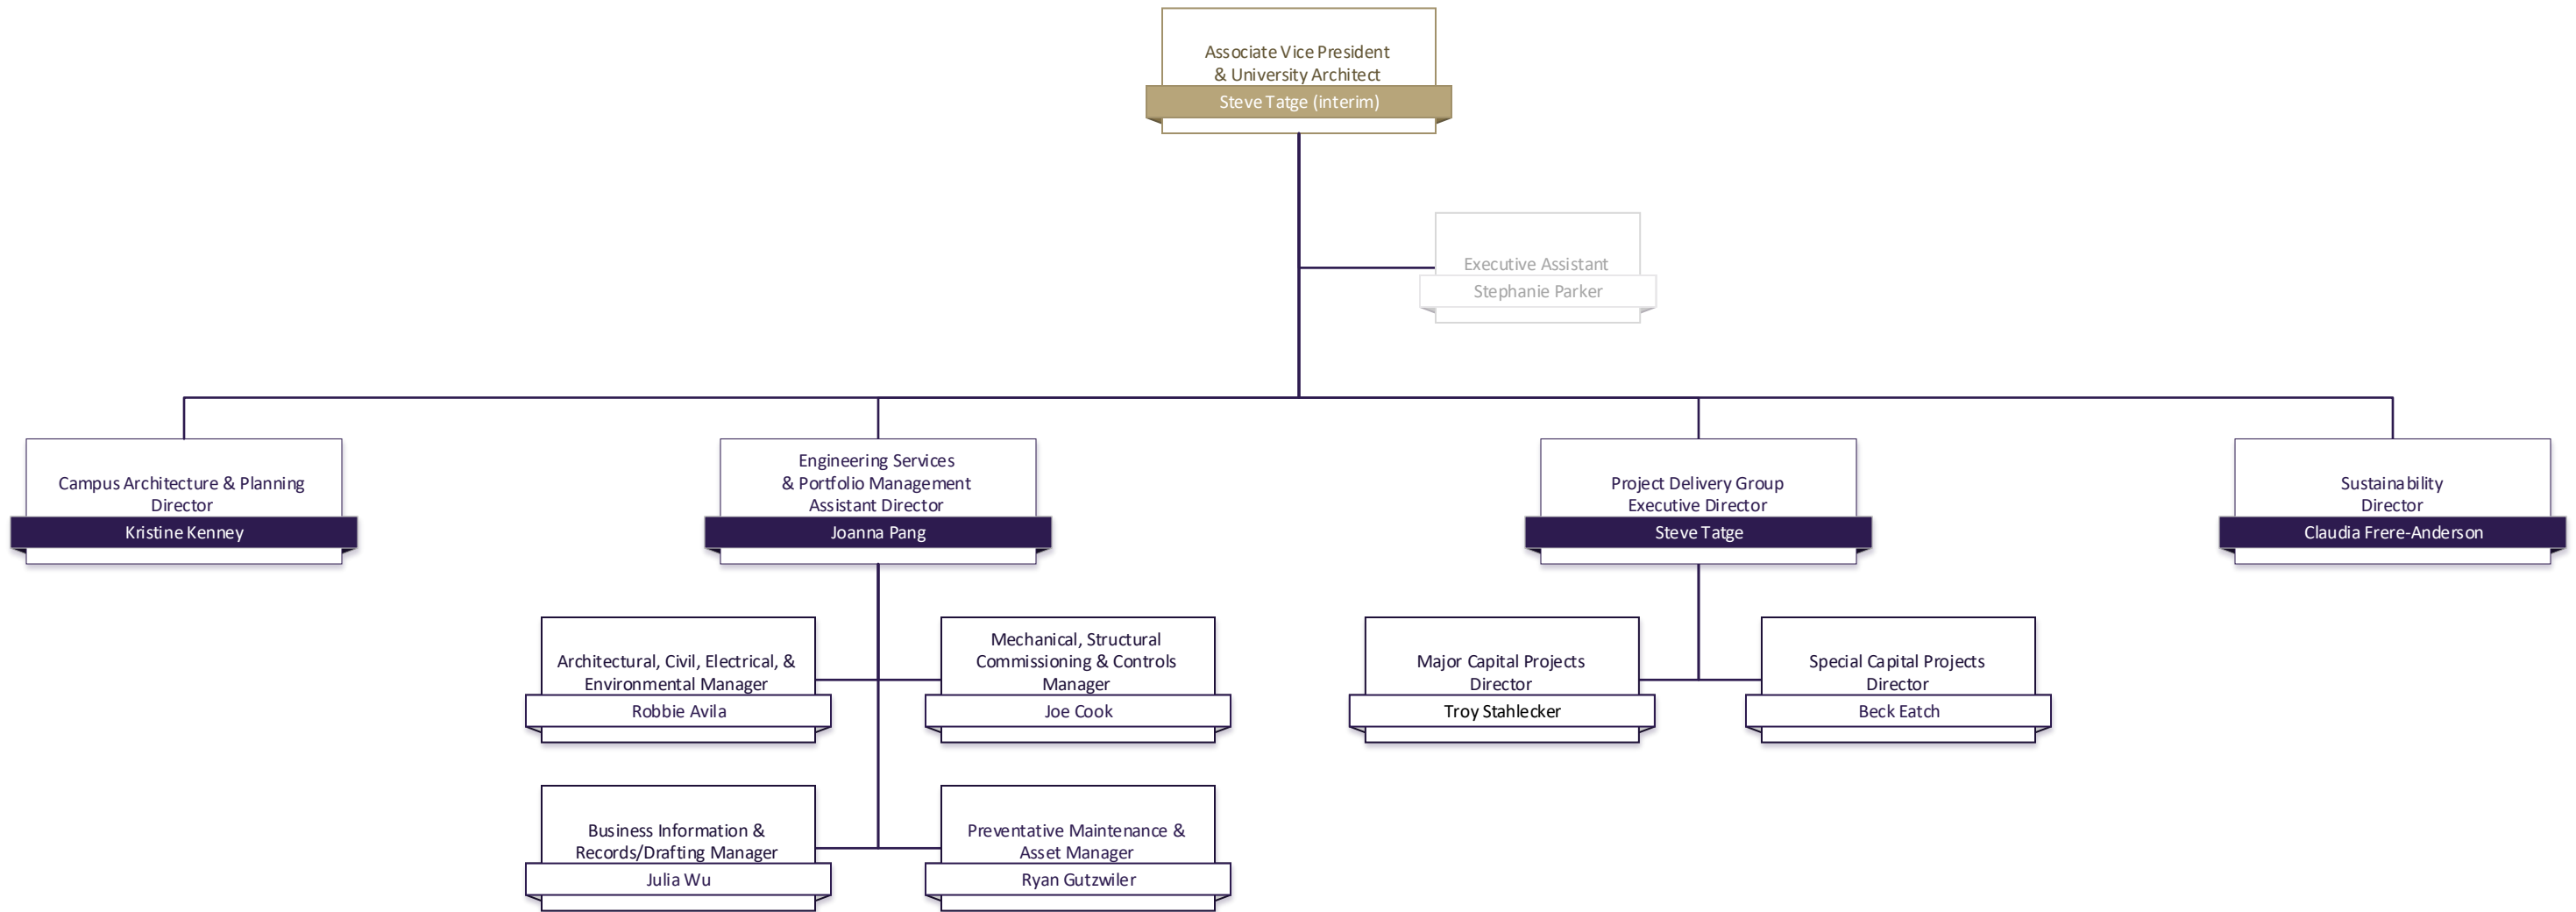 Associate Vice President
& University Architect
Steve Tatge (interim)
Executive Assistant
Stephanie Parker
Campus Architecture & Planning
Director
Kristine Kenney
Engineering Services
& Portfolio Management
Assistant Director
Joanna Pang
Project Delivery Group
Executive Director
Steve Tatge
Sustainability
Director
Claudia Frere-Anderson
Architectural, Civil, Electrical, &
Environmental Manager
Robbie Avila
Mechanical, Structural
Commissioning & Controls
Manager
Joe Cook
Major Capital Projects
Director
Troy Stahlecker
Special Capital Projects
Director
Beck Eatch
Business Information &
Records/Drafting Manager
Julia Wu
Preventative Maintenance &
Asset Manager
Ryan Gutzwiler